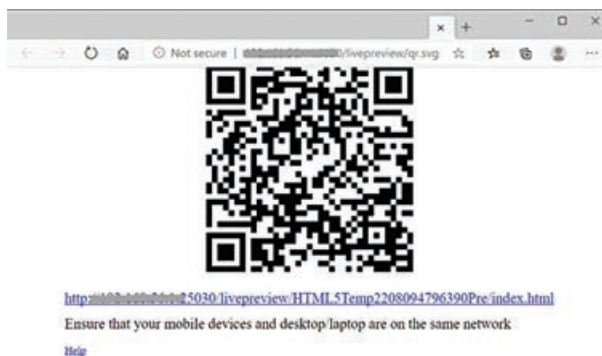 Not secure | /livepreview/qr.svg
http: 25030/livepreview/HTML5Temp2208094796390Pre/index.html
Ensure that your mobile devices and desktop/laptop are on the same network
Help